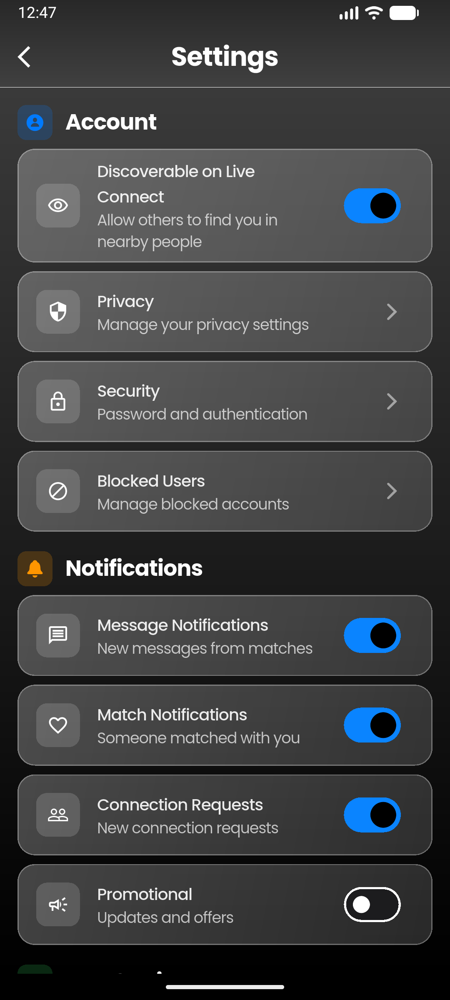 12:47
Settings
Account
Discoverable on Live
Connect
Allow others to find you in
nearby people
Privacy
Manage your privacy settings
Security
Password and authentication
Blocked Users
Manage blocked accounts
Notifications
Message Notifications
New messages from matches
Match Notifications
Someone matched with you
Connection Requests
New connection requests
Promotional
Updates and offers